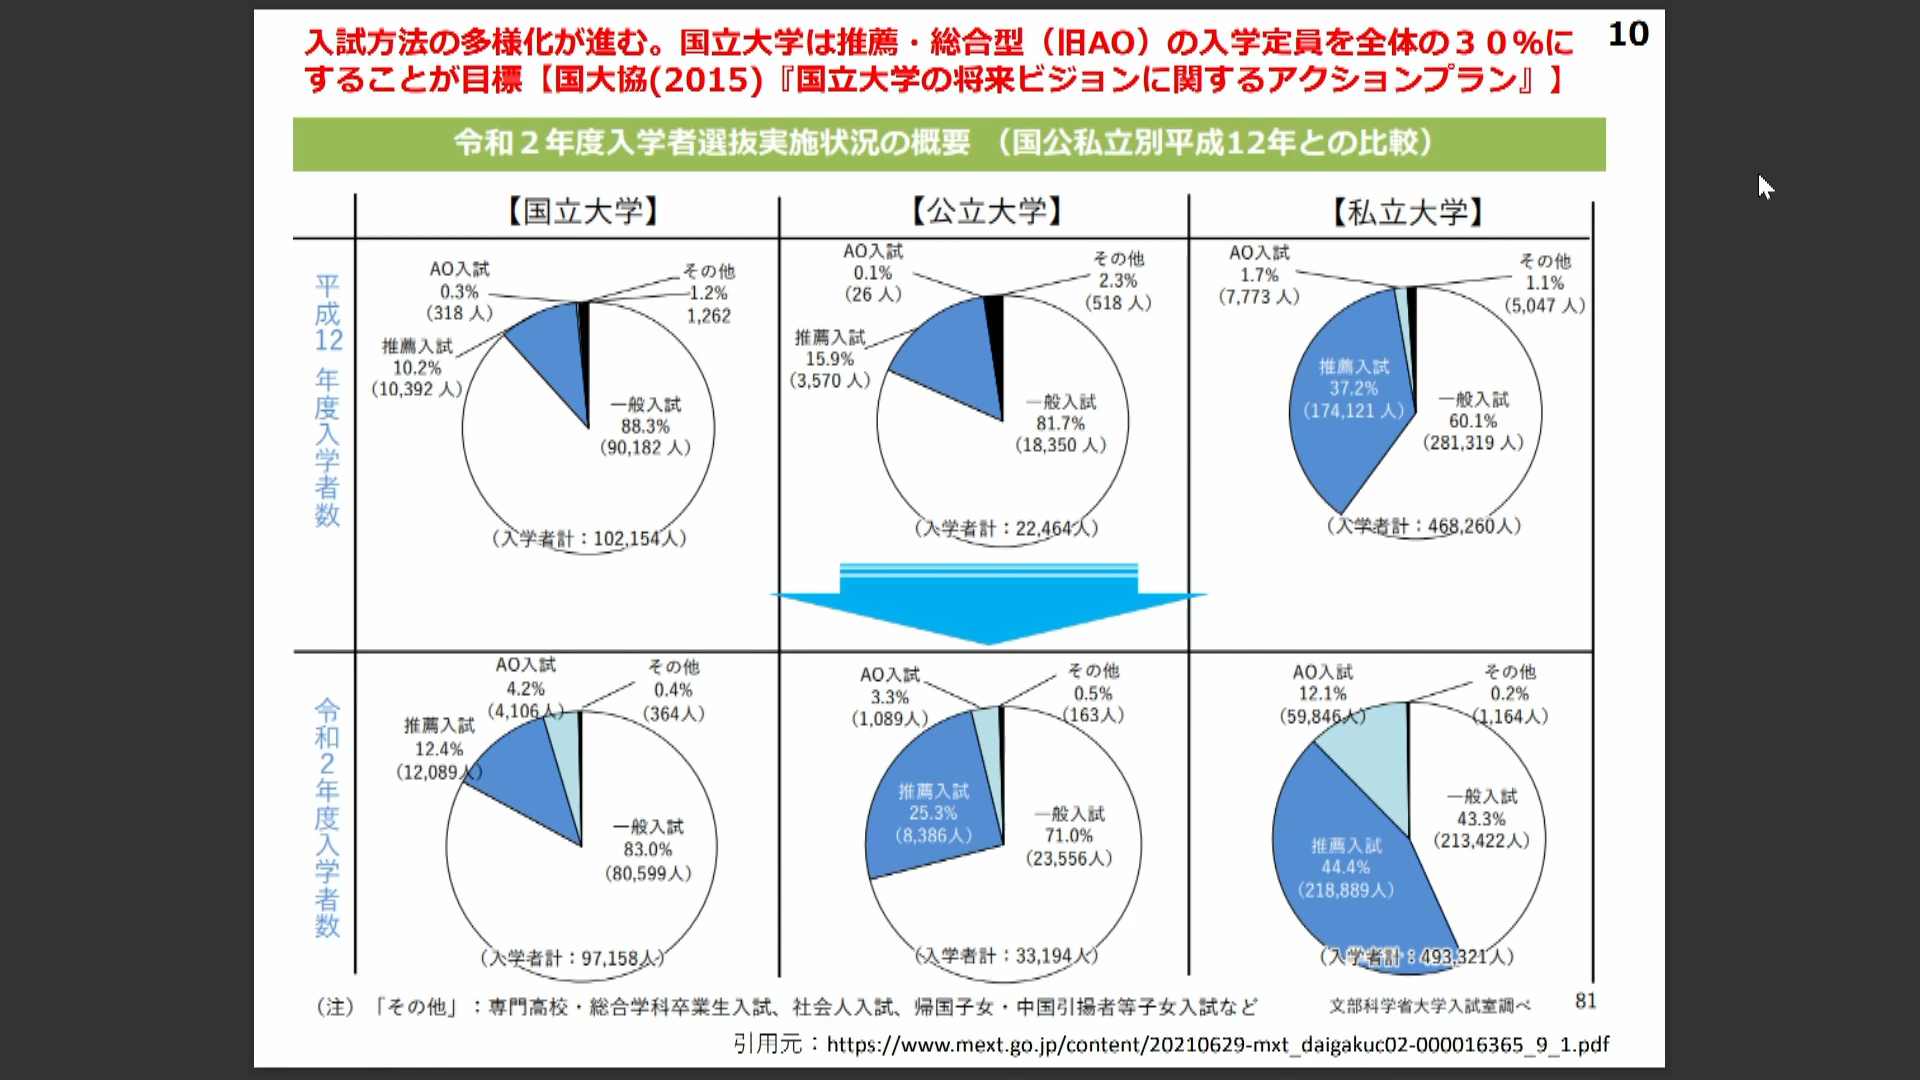 入試方法の多様化が進む。国立大学は推薦・総合型（旧AO）の入学定員を全体の３０％に
することが目標【国大協(2015)『国立大学の将来ビジョンに関するアクションプラン』】
10
令和２年度入学者選抜実施状況の概要 （国公私立別平成12年との比較）
【国立大学】
【公立大学】
【私立大学】
平成12年度入学者数
AO入試
0.3%
（318 人）
その他
1.2%
1,262
推薦入試
10.2%
（10,392 人）
一般入試
88.3%
（90,182 人）
（入学者計：102,154人）
AO入試
0.1%
（26 人）
その他
2.3%
（518 人）
推薦入試
15.9%
（3,570 人）
一般入試
81.7%
（18,350 人）
（入学者計：22,464人）
AO入試
1.7%
（7,773 人）
その他
1.1%
（5,047 人）
推薦入試
37.2%
（174,121 人）
一般入試
60.1%
（281,319 人）
（入学者計：468,260人）
令和２年度入学者数
AO入試
4.2%
（4,106人）
その他
0.4%
（364人）
推薦入試
12.4%
（12,089人）
一般入試
83.0%
（80,599人）
（入学者計：97,158人）
AO入試
3.3%
（1,089人）
その他
0.5%
（163人）
推薦入試
25.3%
（8,386人）
一般入試
71.0%
（23,556人）
（入学者計：33,194人）
AO入試
12.1%
（59,846人）
その他
0.2%
（1,164人）
推薦入試
44.4%
（218,889人）
一般入試
43.3%
（213,422人）
（入学者計：493,321人）
（注）「その他」：専門高校・総合学科卒業生入試、社会人入試、帰国子女・中国引揚者等子女入試など
文部科学省大学入試室調べ
81
引用元：https://www.mext.go.jp/content/20210629-mxt_daigakuc02-000016365_9_1.pdf